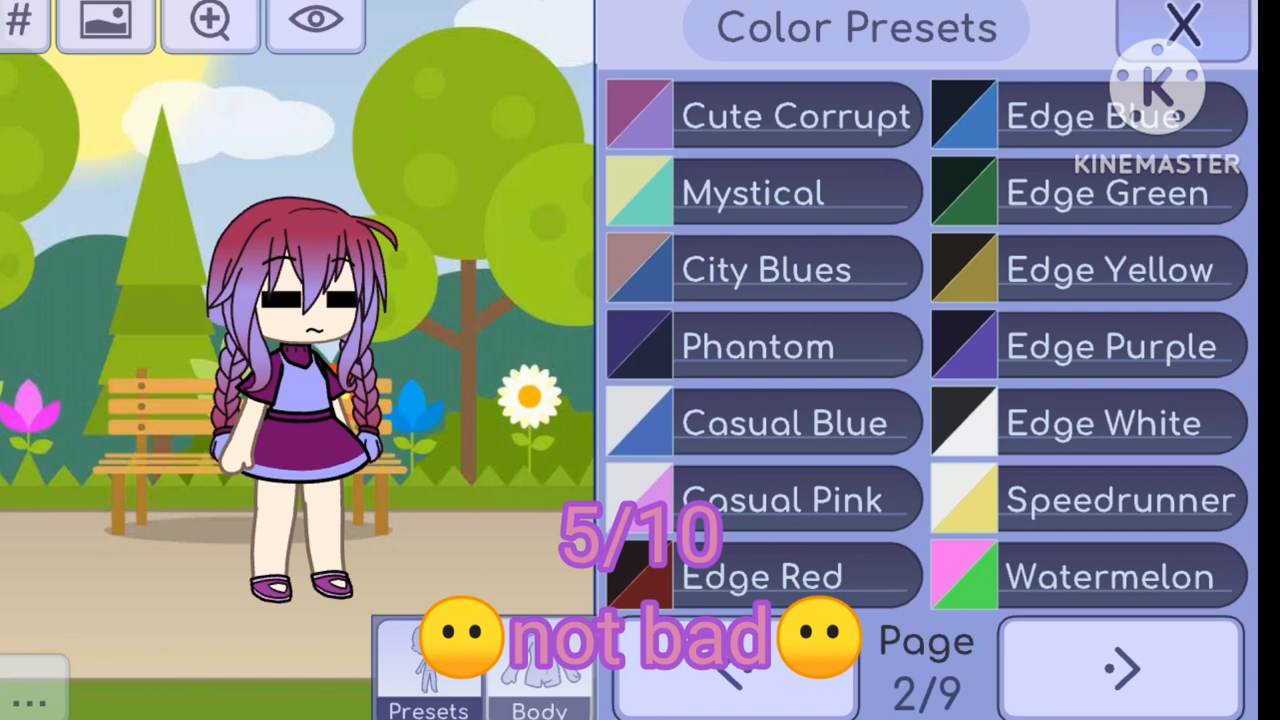 #
Color Presets
X
K
KINEMASTER
Cute Corrupt
Edge Blue
Mystical
Edge Green
City Blues
Edge Yellow
Phantom
Edge Purple
Casual Blue
Edge White
Casual Pink
Speedrunner
5/10
Edge Red
Watermelon
not bad
Page
2/9
...
Presets
Body